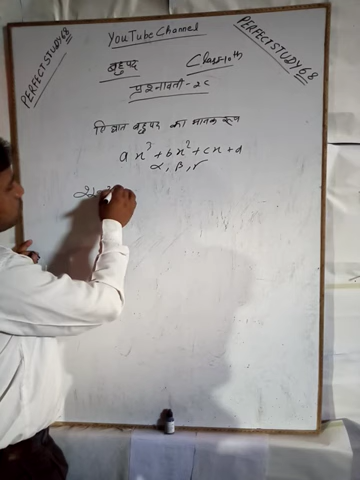 YouTube Channel
PERFECTSTUDY68
PERFECTSTUDY68
बहुपद Class-10th
प्रश्नावली-2c
त्रिघात बहुपद का मानक रूप
ax³+bx²+cx+d
α, β, γ